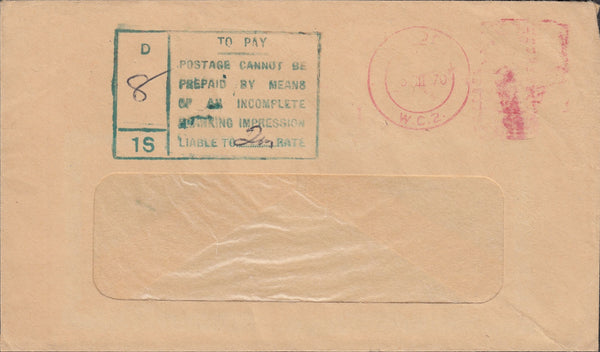 D
8
1S
TO PAY
POSTAGE CANNOT BE
PREPAID BY MEANS
OF AN INCOMPLETE
FRANKING IMPRESSION
LIABLE TO RATE
70
W.C.2.